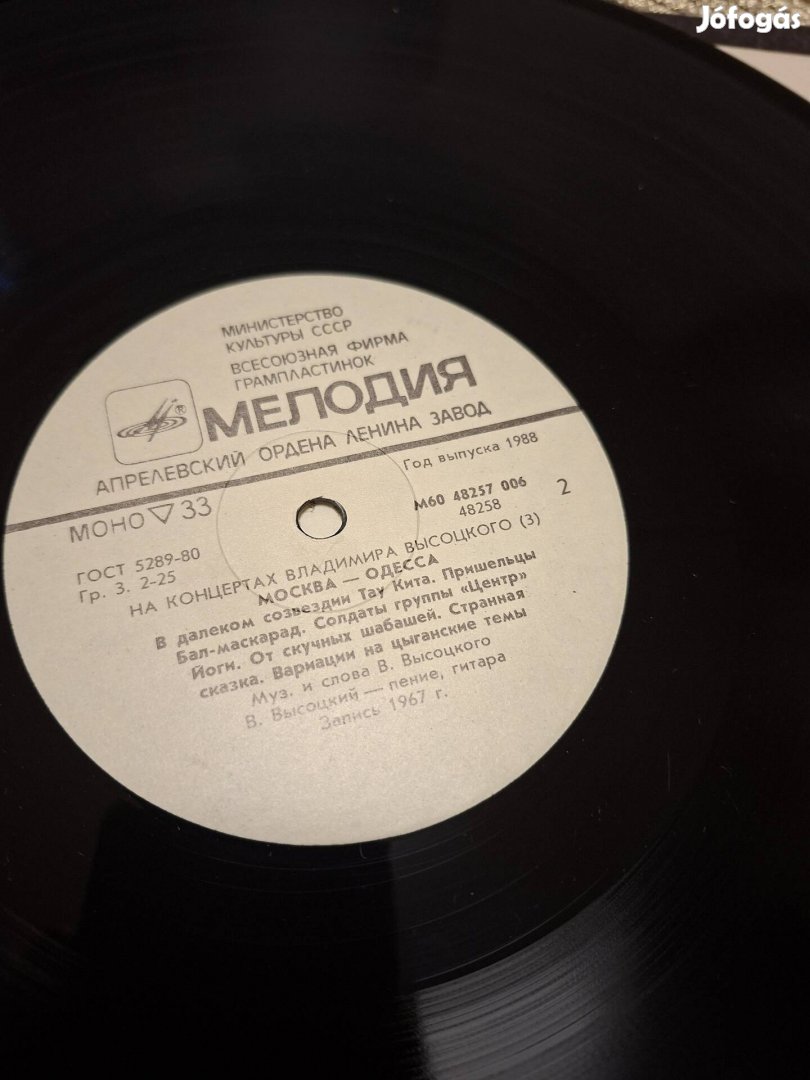 Jófogás
МИНИСТЕРСТВО
КУЛЬТУРЫ СССР
ВСЕСОЮЗНАЯ ФИРМА
ГРАМПЛАСТИНОК
® МЕЛОДИЯ
АПРЕЛЕВСКИЙ ОРДЕНА ЛЕНИНА ЗАВОД
МОНО ▽ 33
Год выпуска 1988
ГОСТ 5289-80
Гр. 3. 2-25
М60 48257 006
48258
2
НА КОНЦЕРТАХ ВЛАДИМИРА ВЫСОЦКОГО (3)
МОСКВА — ОДЕССА
В далеком созвездии Тау Кита. Пришельцы
Бал-маскарад. Солдаты группы «Центр»
Йоги. От скучных шабашей. Странная
сказка. Вариации на цыганские темы
Муз. и слова В. Высоцкого
В. Высоцкий — пение, гитара
Запись 1967 г.